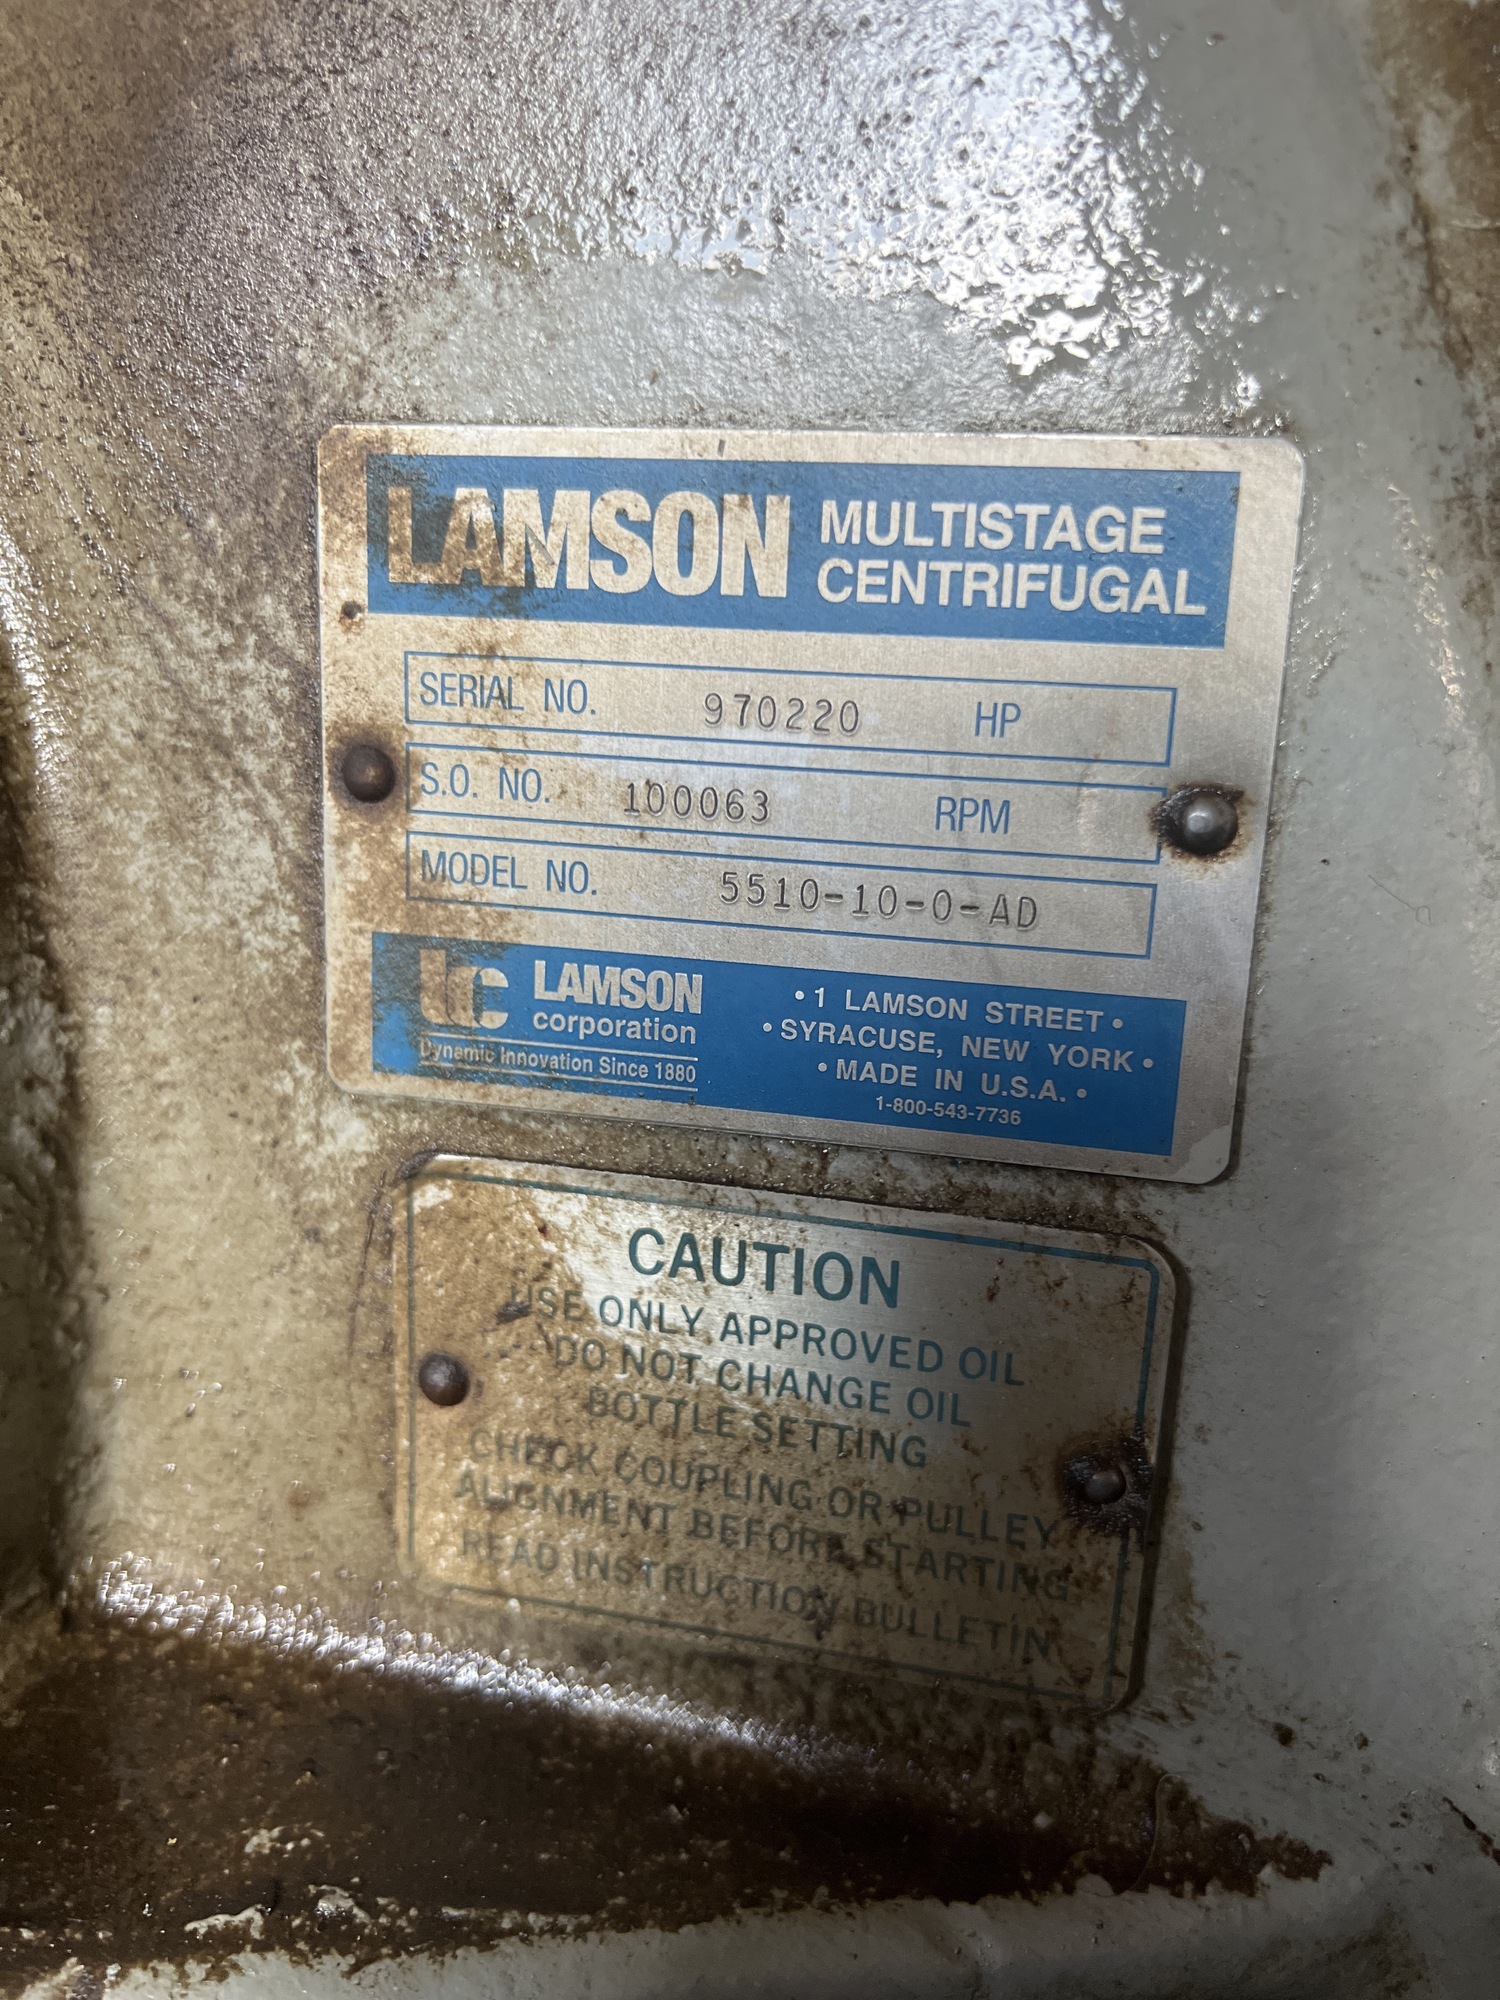 LAMSON MULTISTAGE CENTRIFUGAL
SERIAL NO. 970220 HP
S.O. NO. 100063 RPM
MODEL NO. 5510-10-0-AD
lc LAMSON corporation
Dynamic Innovation Since 1880
• 1 LAMSON STREET •
• SYRACUSE, NEW YORK •
• MADE IN U.S.A. •
1-800-543-7736
CAUTION
USE ONLY APPROVED OIL
DO NOT CHANGE OIL
BOTTLE SETTING
CHECK COUPLING OR PULLEY
ALIGNMENT BEFORE STARTING
READ INSTRUCTION BULLETIN